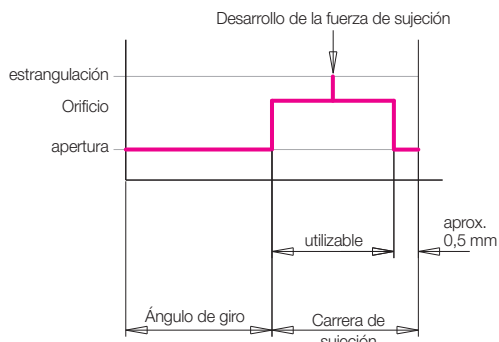 Desarrollo de la fuerza de sujeción
estrangulación
Orificio
apertura
utilizable
aprox.
0,5 mm
Ángulo de giro
Carrera de
sujeción